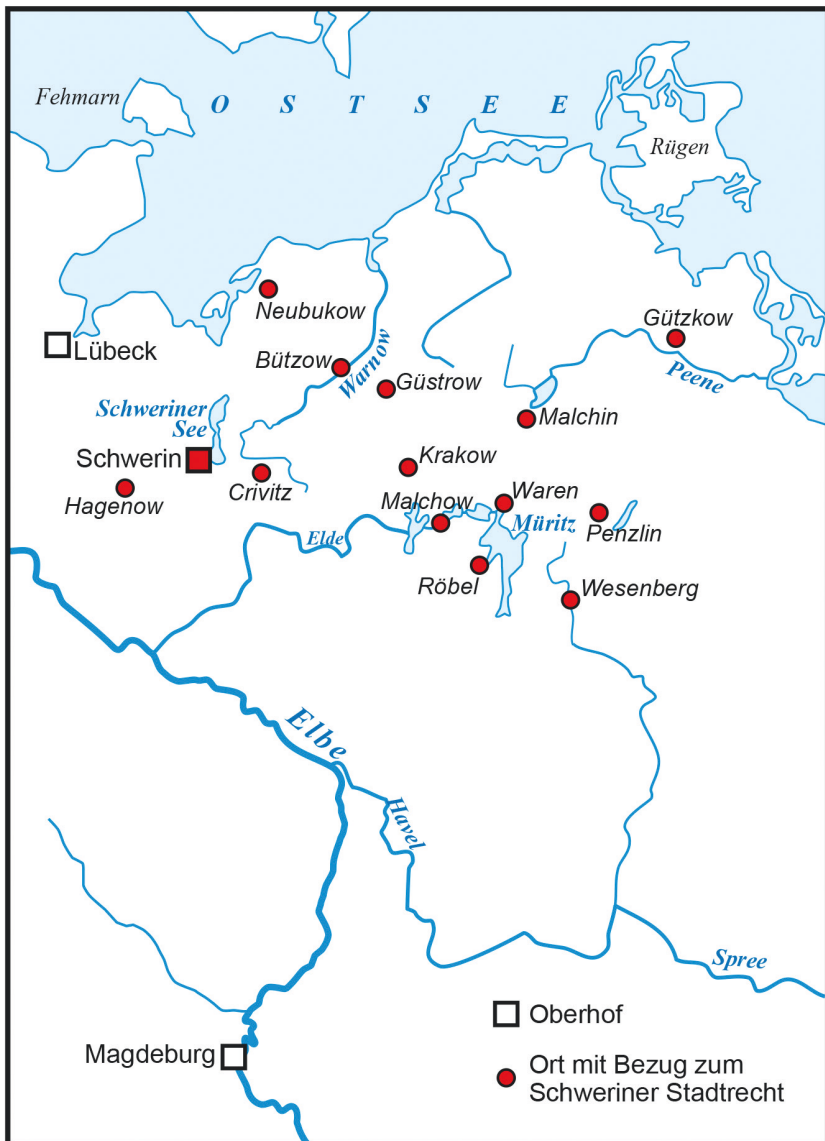 Fehmarn
OSTSEE
Rügen
Neubukow
Lübeck
Gützkow
Bützow
Warnow
Güstrow
Peene
Schweriner
See
Malchin
Schwerin
Krakow
Crivitz
Hagenow
Malchow
Waren
Müritz
Penzlin
Elde
Röbel
Wesenberg
Elbe
Havel
Spree
Oberhof
Magdeburg
Ort mit Bezug zum
Schweriner Stadtrecht